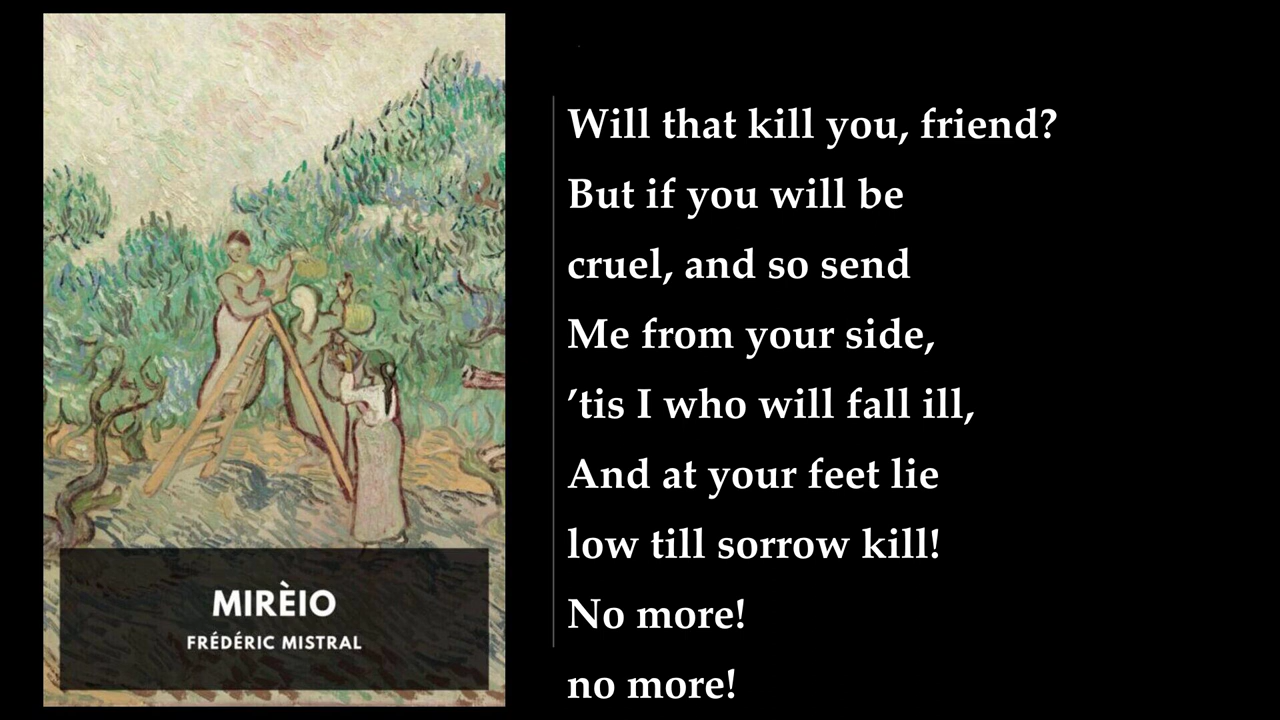 MIRÈIO
FRÉDÉRIC MISTRAL
Will that kill you, friend?
But if you will be
cruel, and so send
Me from your side,
’tis I who will fall ill,
And at your feet lie
low till sorrow kill!
No more!
no more!